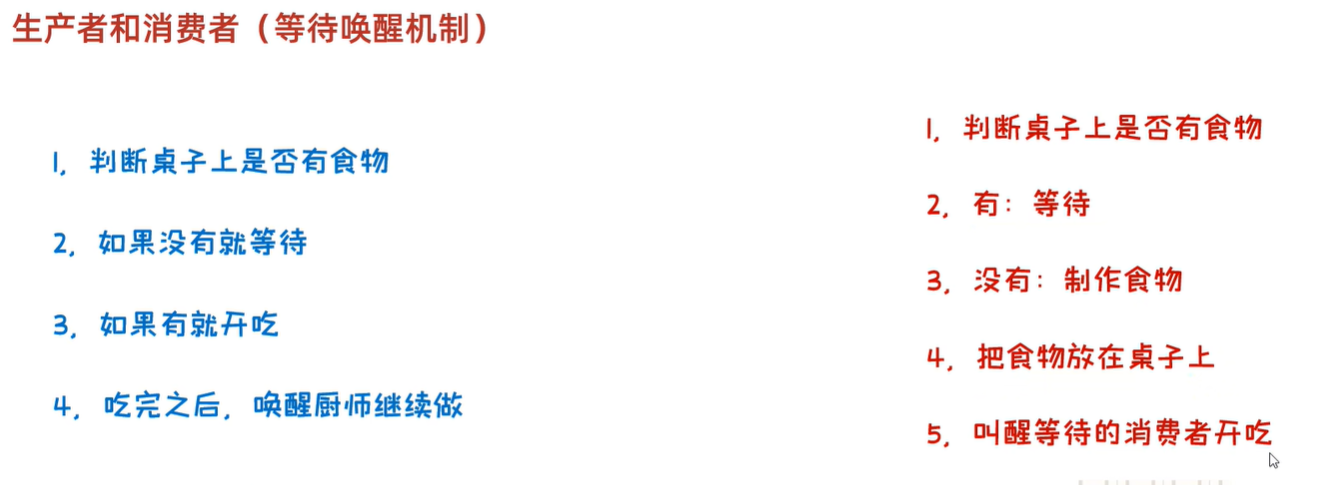 生产者和消费者（等待唤醒机制）
1, 判断桌子上是否有食物
2, 如果没有就等待
3, 如果有就开吃
4, 吃完之后, 唤醒厨师继续做
1, 判断桌子上是否有食物
2, 有: 等待
3, 没有: 制作食物
4, 把食物放在桌子上
5, 叫醒等待的消费者开吃